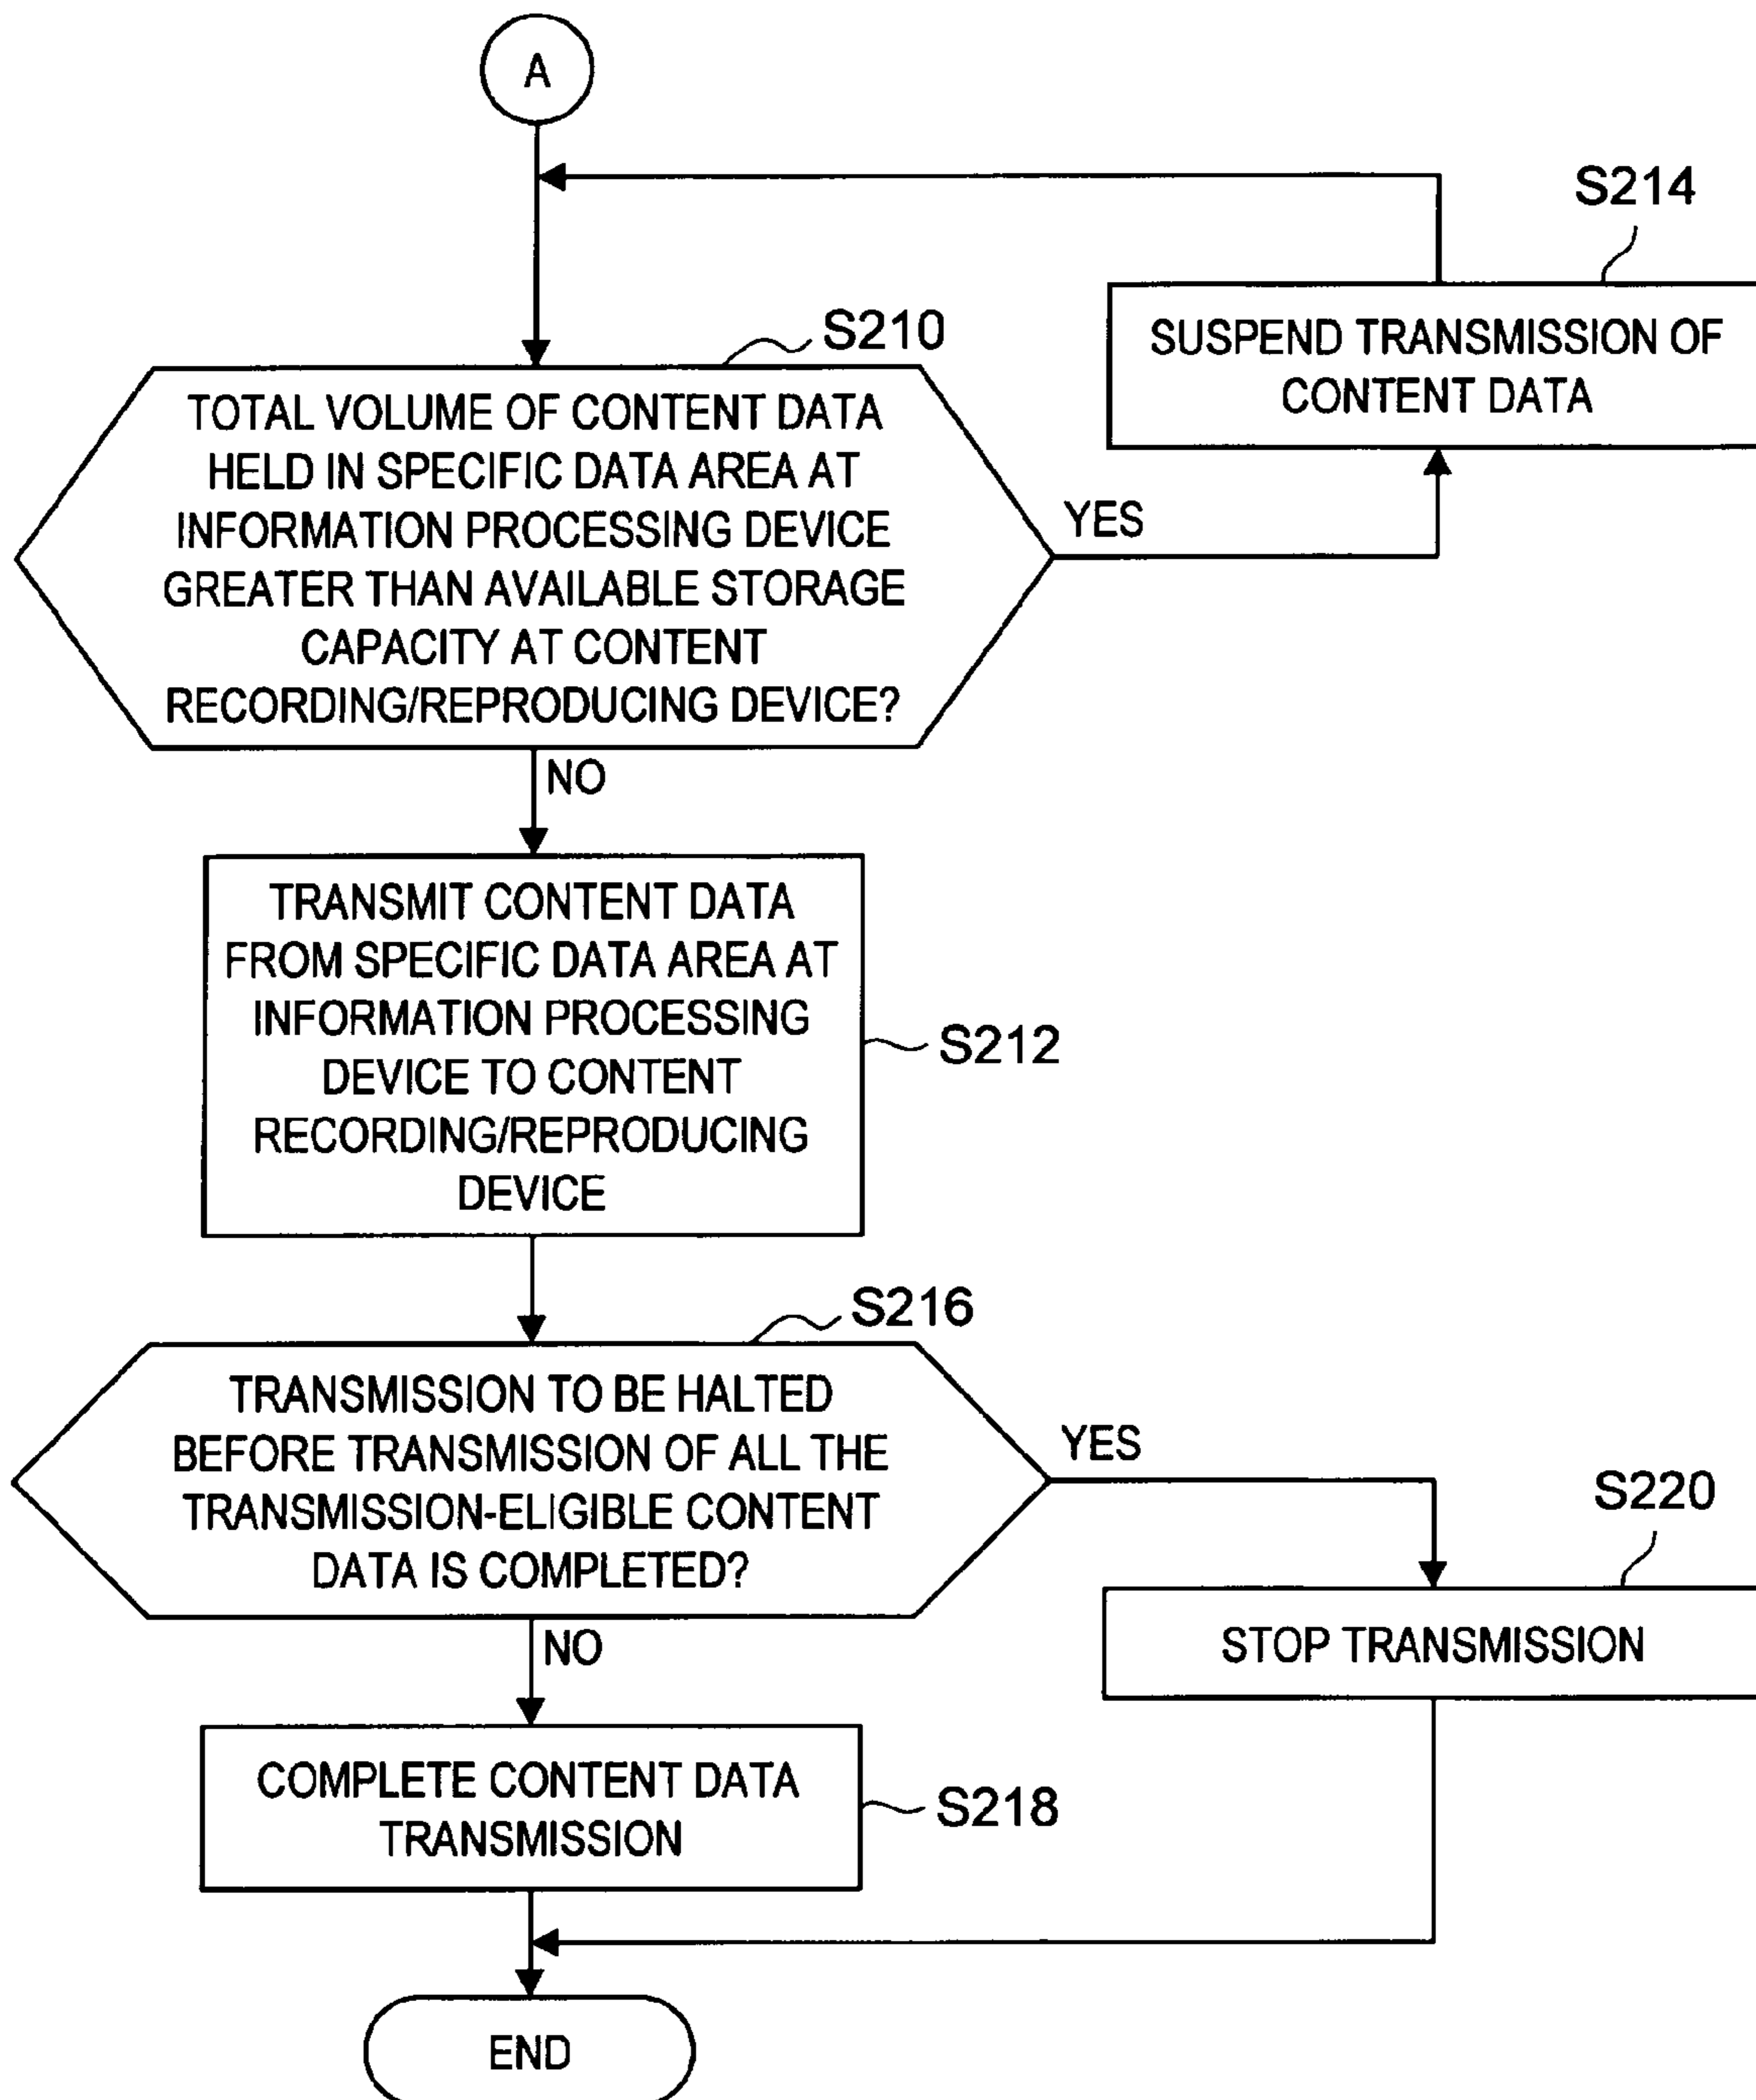 A
S214
SUSPEND TRANSMISSION OF
CONTENT DATA
S210
TOTAL VOLUME OF CONTENT DATA
HELD IN SPECIFIC DATA AREA AT
INFORMATION PROCESSING DEVICE
GREATER THAN AVAILABLE STORAGE
CAPACITY AT CONTENT
RECORDING/REPRODUCING DEVICE?
YES
NO
TRANSMIT CONTENT DATA
FROM SPECIFIC DATA AREA AT
INFORMATION PROCESSING
DEVICE TO CONTENT
RECORDING/REPRODUCING
DEVICE
S212
S216
TRANSMISSION TO BE HALTED
BEFORE TRANSMISSION OF ALL THE
TRANSMISSION-ELIGIBLE CONTENT
DATA IS COMPLETED?
YES
S220
STOP TRANSMISSION
NO
COMPLETE CONTENT DATA
TRANSMISSION
S218
END